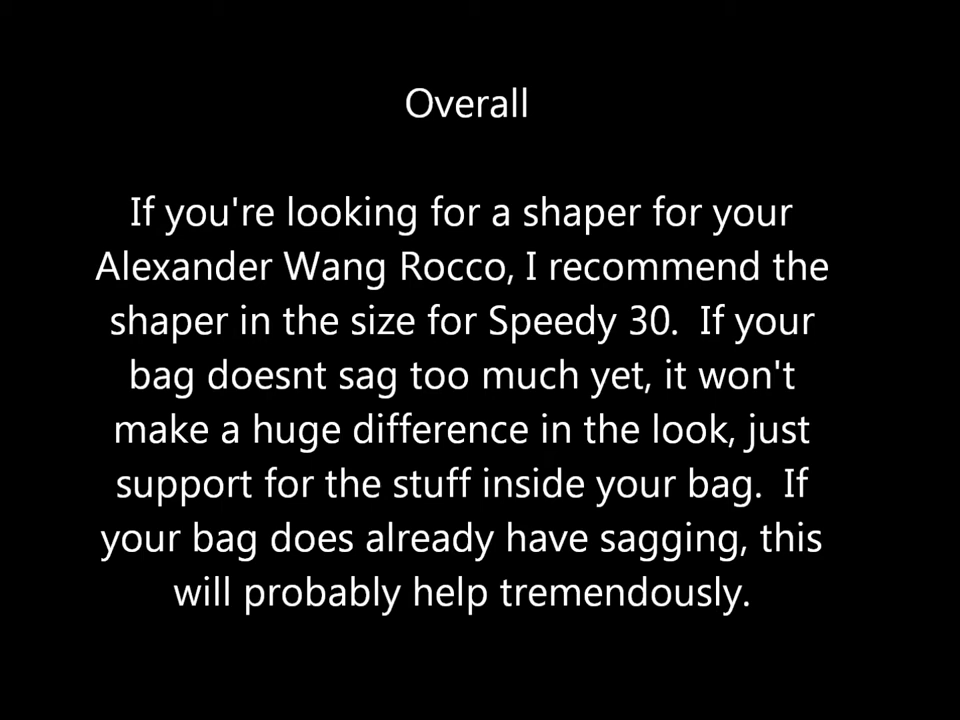 Overall
If you're looking for a shaper for your
Alexander Wang Rocco, I recommend the
shaper in the size for Speedy 30.  If your
bag doesnt sag too much yet, it won't
make a huge difference in the look, just
support for the stuff inside your bag.  If
your bag does already have sagging, this
will probably help tremendously.